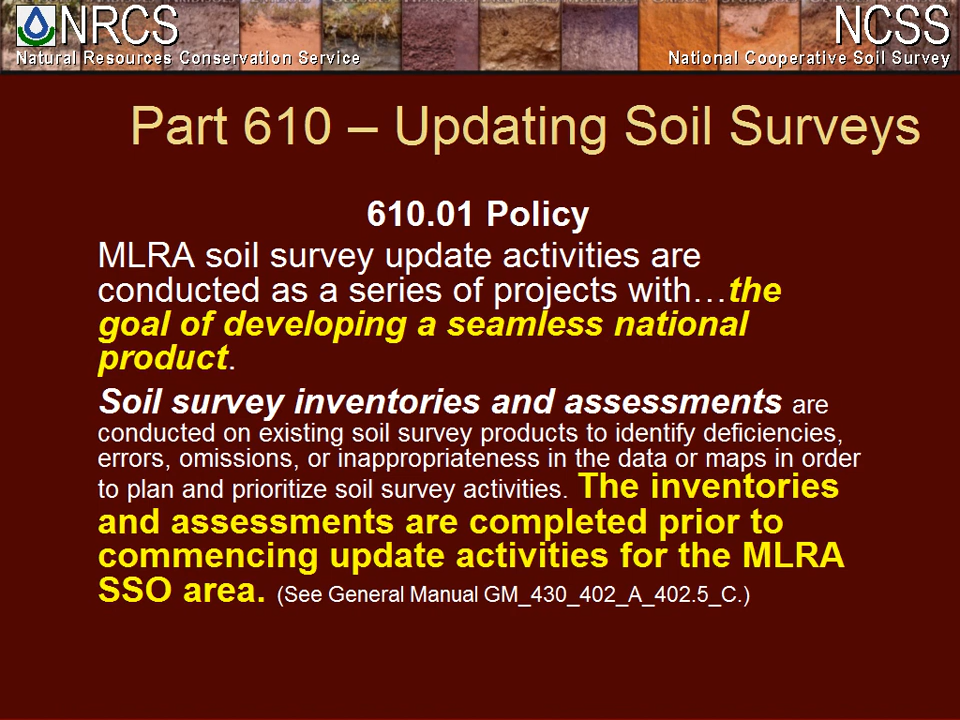 NRCS
Natural Resources Conservation Service
NCSS
National Cooperative Soil Survey
Part 610 – Updating Soil Surveys
610.01 Policy
MLRA soil survey update activities are
conducted as a series of projects with…the
goal of developing a seamless national
product.
Soil survey inventories and assessments are
conducted on existing soil survey products to identify deficiencies,
errors, omissions, or inappropriateness in the data or maps in order
to plan and prioritize soil survey activities. The inventories
and assessments are completed prior to
commencing update activities for the MLRA
SSO area. (See General Manual GM_430_402_A_402.5_C.)